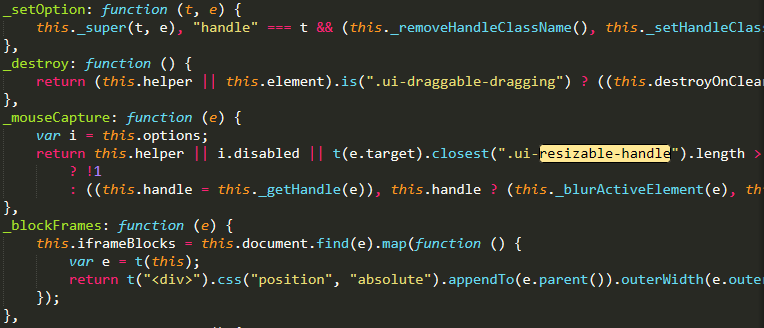 _setOption: function (t, e) {
this._super(t, e), "handle" === t && (this._removeHandleClassName(), this._setHandleClas
},
_destroy: function () {
return (this.helper || this.element).is(".ui-draggable-dragging") ? ((this.destroyOnClea
},
_mouseCapture: function (e) {
var i = this.options;
return this.helper || i.disabled || t(e.target).closest(".ui-resizable-handle").length >
? !1
: ((this.handle = this._getHandle(e)), this.handle ? (this._blurActiveElement(e), th
},
_blockFrames: function (e) {
this.iframeBlocks = this.document.find(e).map(function () {
var e = t(this);
return t("<div>").css("position", "absolute").appendTo(e.parent()).outerWidth(e.oute
});
},